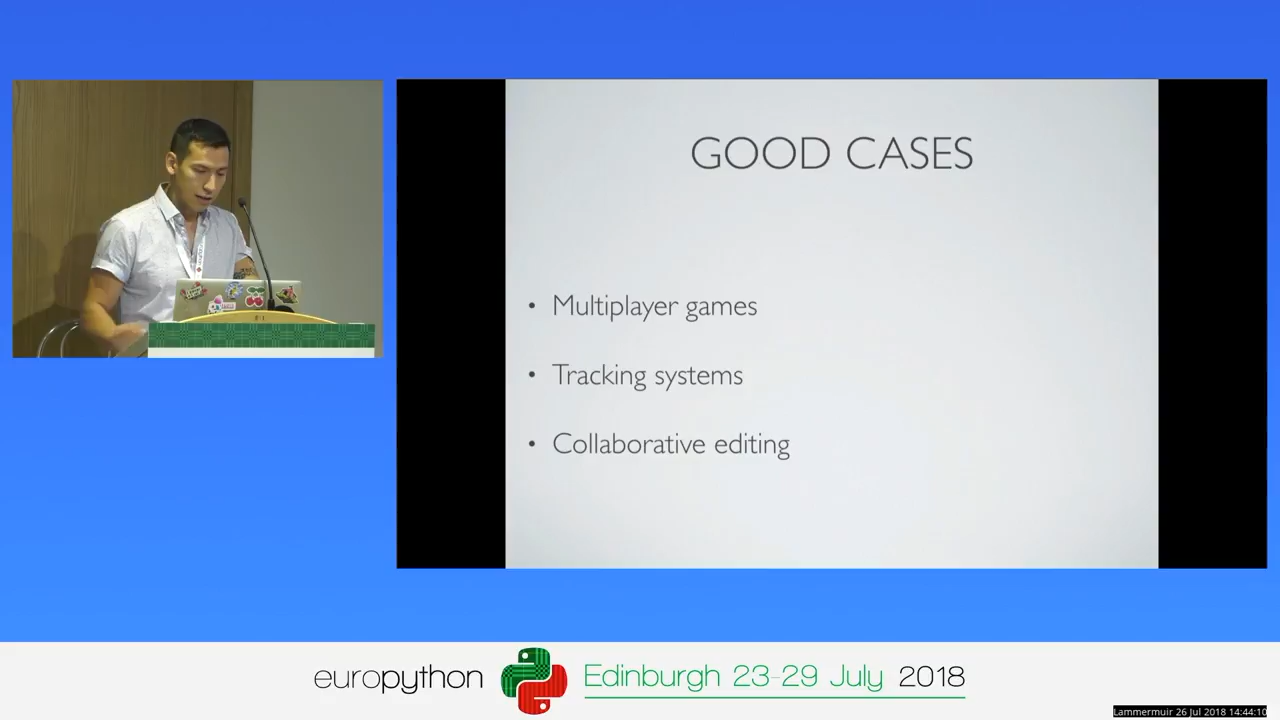 GOOD CASES
• Multiplayer games
• Tracking systems
• Collaborative editing
europython
Edinburgh 23-29 July 2018
Lammermuir 26 Jul 2018 14:44:10